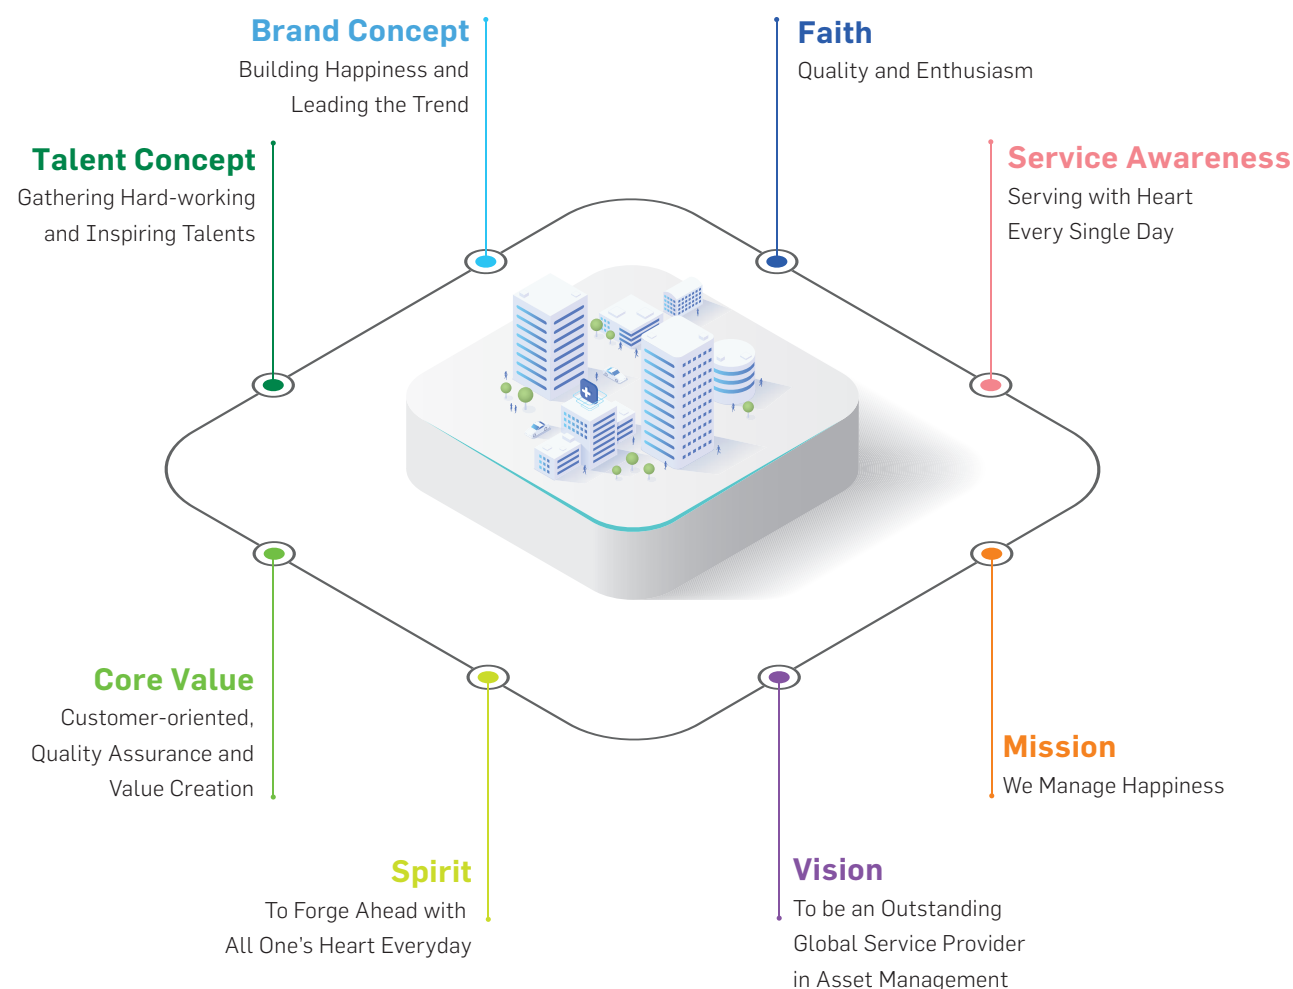 Brand Concept
Building Happiness and
Leading the Trend
Faith
Quality and Enthusiasm
Talent Concept
Gathering Hard-working
and Inspiring Talents
Service Awareness
Serving with Heart
Every Single Day
Core Value
Customer-oriented,
Quality Assurance and
Value Creation
Mission
We Manage Happiness
Spirit
To Forge Ahead with
All One's Heart Everyday
Vision
To be an Outstanding
Global Service Provider
in Asset Management